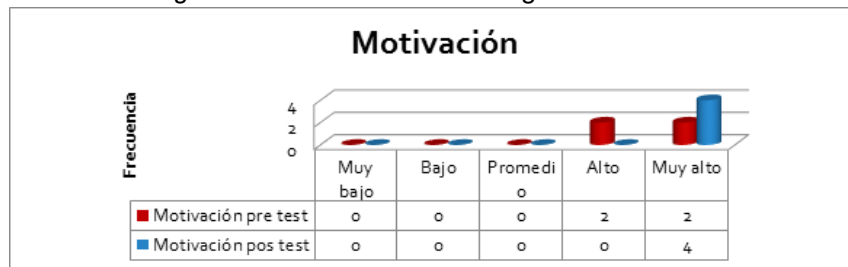 Motivación
Frecuencia
4
2
0
Muy bajo Bajo Promedi o Alto Muy alto
Motivación pre test 0 0 0 2 2
Motivación pos test 0 0 0 0 4